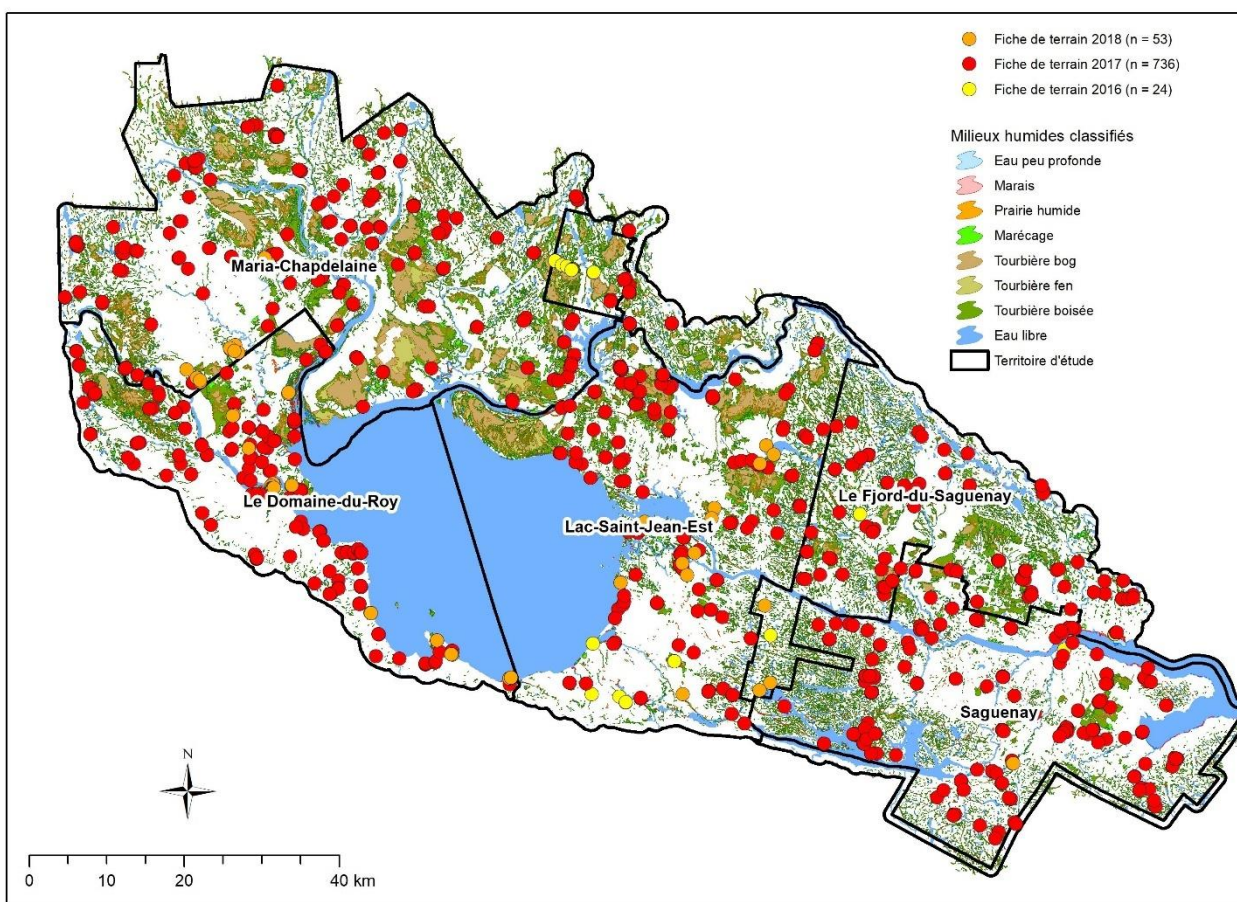 Fiche de terrain 2018 (n = 53)
Fiche de terrain 2017 (n = 736)
Fiche de terrain 2016 (n = 24)
Milieux humides classifiés
Eau peu profonde
Marais
Prairie humide
Marécage
Tourbière bog
Tourbière fen
Tourbière boisée
Eau libre
Territoire d'étude
Maria-Chapdelaine
Le Domaine-du-Roy
Lac-Saint-Jean-Est
Le Fjord-du-Saguenay
Saguenay
N
0 10 20 40 km